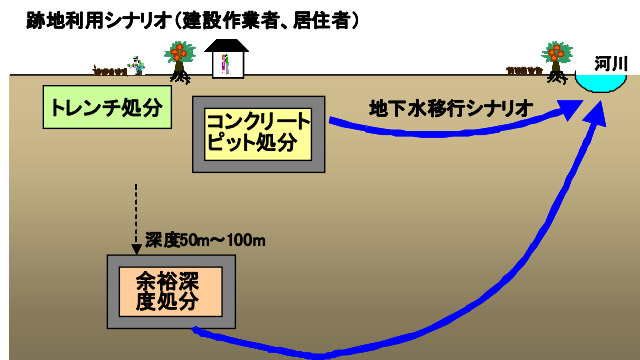 跡地利用シナリオ(建設作業者、居住者)
河川
トレンチ処分
コンクリート
ピット処分
地下水移行シナリオ
深度50m~100m
余裕深
度処分